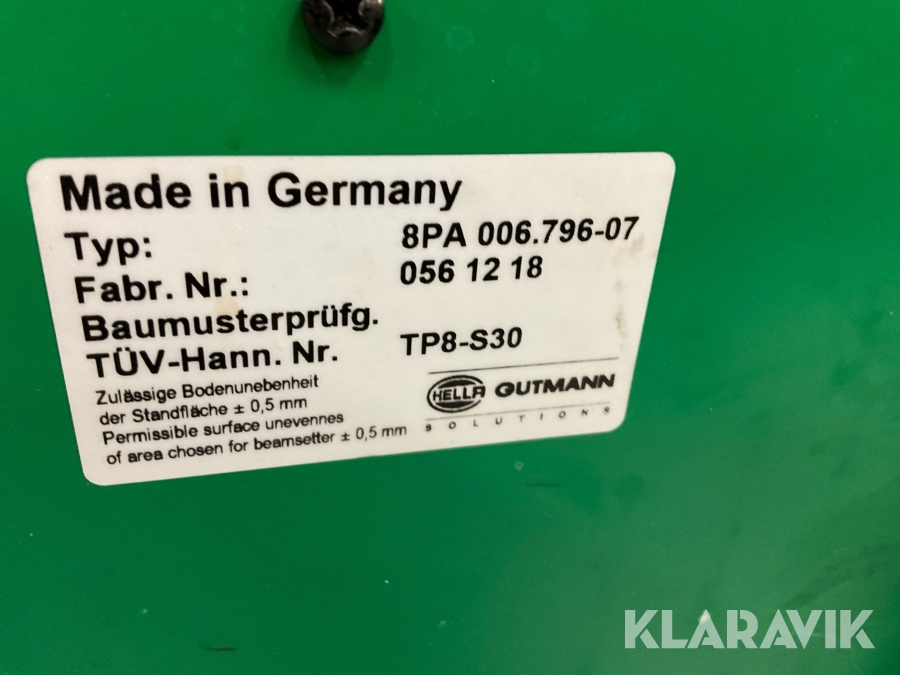 Made in Germany
Typ: 8PA 006.796-07
Fabr. Nr.: 056 12 18
Baumusterprüfg.
TÜV-Hann. Nr. TP8-S30
Zulässige Bodenunebenheit
der Standfläche ± 0,5 mm
Permissible surface unevennes
of area chosen for beamsetter ± 0,5 mm
HELLA GUTMANN
SOLUTIONS
KLARAVIK